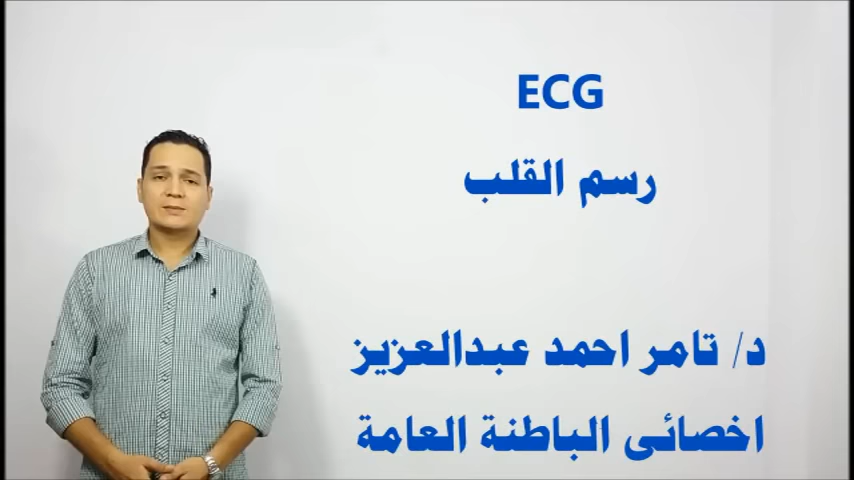 ECG
رسم القلب
د/ تامر احمد عبدالعزيز
اخصائى الباطنة العامة